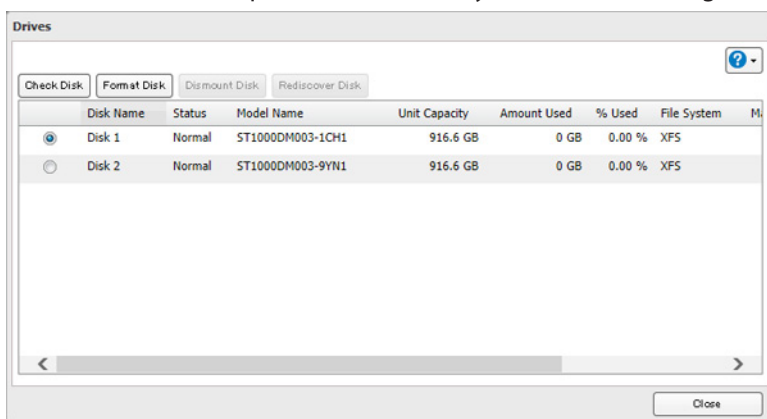 Drives
?
Check Disk Format Disk Dismount Disk Rediscover Disk
Disk Name Status Model Name Unit Capacity Amount Used % Used File System
Disk 1 Normal ST1000DM003-1CH1 916.6 GB 0 GB 0.00 % XFS
Disk 2 Normal ST1000DM003-9YN1 916.6 GB 0 GB 0.00 % XFS
Close